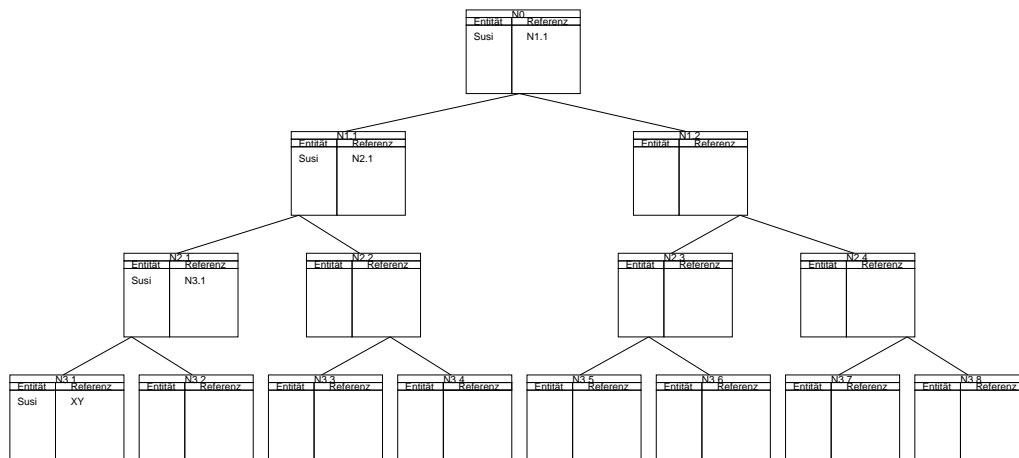 N0
Entität Referenz
Susi N1.1
N1.1 N1.2
Entität Referenz Entität Referenz
Susi N2.1
N2.1 N2.2 N2.3 N2.4
Entität Referenz Entität Referenz Entität Referenz Entität Referenz
Susi N3.1
N3.1 N3.2 N3.3 N3.4 N3.5 N3.6 N3.7 N3.8
Entität Referenz Entität Referenz Entität Referenz Entität Referenz Entität Referenz Entität Referenz Entität Referenz Entität Referenz
Susi XY